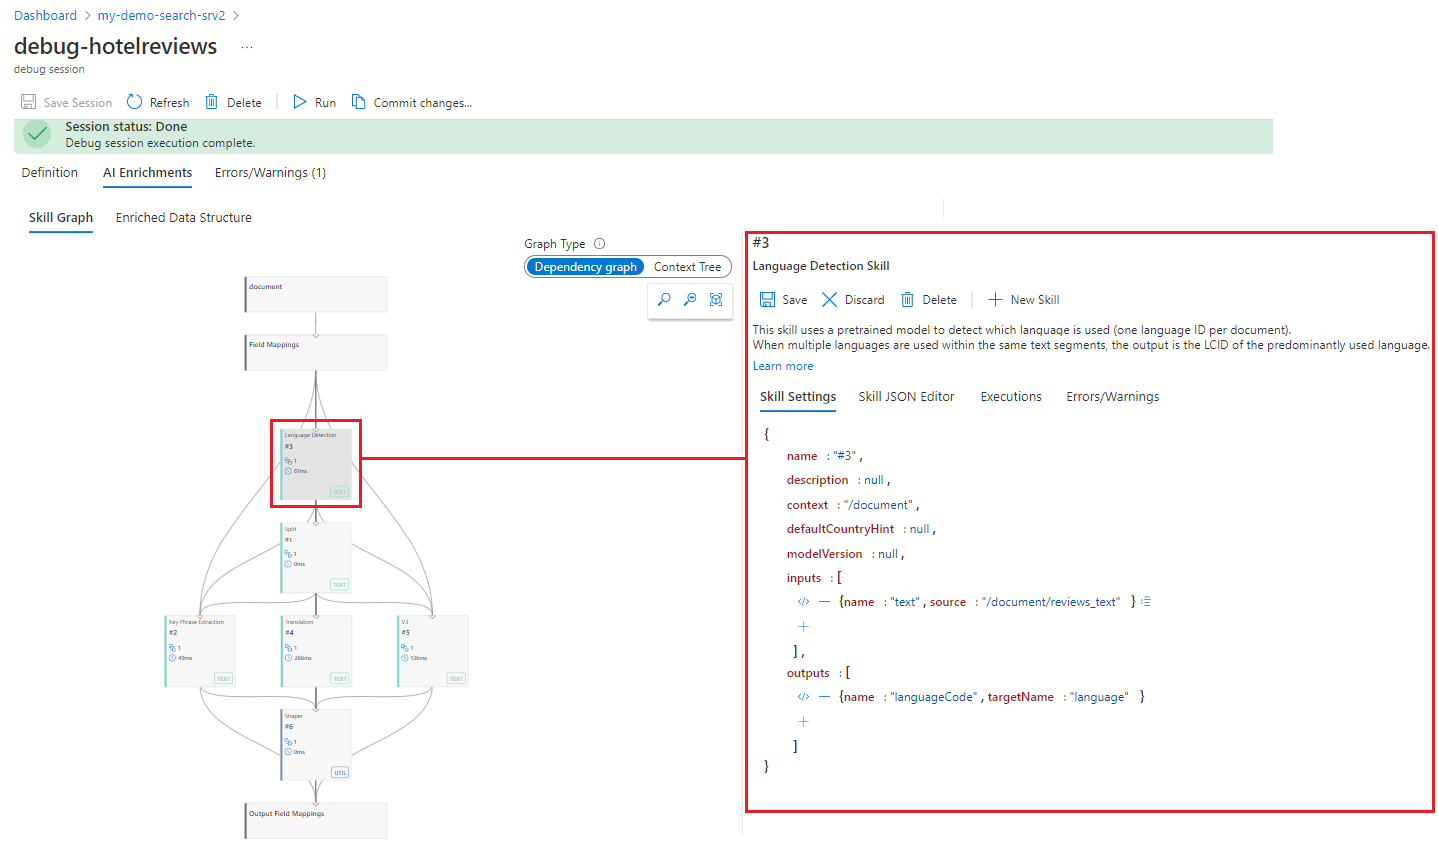 Dashboard > my-demo-search-srv2 >
debug-hotelreviews ...
debug session
Save Session Refresh Delete Run Commit changes...
Session status: Done
Debug session execution complete.
Definition AI Enrichments Errors/Warnings (1)
Skill Graph Enriched Data Structure
Graph Type
Dependency graph Context Tree
document
Field Mappings
Language Detection
#3
1
61ms
TEXT
Split
#1
1
0ms
TEXT
Key Phrase Extraction
#2
1
49ms
TEXT
Translation
#4
1
266ms
TEXT
V3
#5
1
136ms
TEXT
Shaper
#6
1
0ms
UTIL
Output Field Mappings
#3
Language Detection Skill
Save Discard Delete New Skill
This skill uses a pretrained model to detect which language is used (one language ID per document).
When multiple languages are used within the same text segments, the output is the LCID of the predominantly used language.
Learn more
Skill Settings Skill JSON Editor Executions Errors/Warnings
{
name : "#3" ,
description : null ,
context : "/document" ,
defaultCountryHint : null ,
modelVersion : null ,
inputs : [
</> — {name : "text" , source : "/document/reviews_text" }
+
] ,
outputs : [
</> — {name : "languageCode" , targetName : "language" }
+
]
}